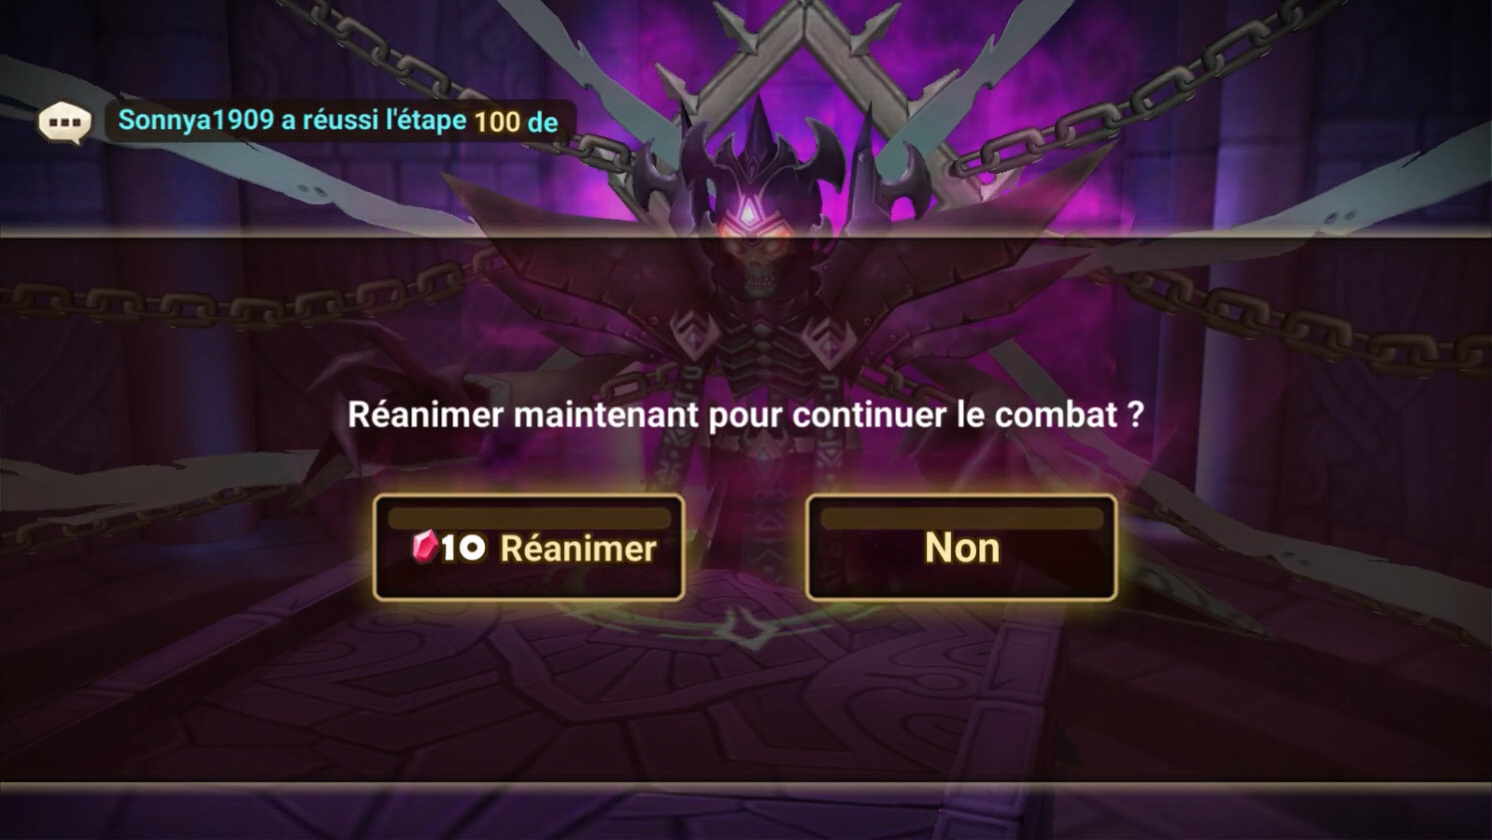 Sonnya1909 a réussi l'étape 100 de
Réanimer maintenant pour continuer le combat ?
10 Réanimer
Non